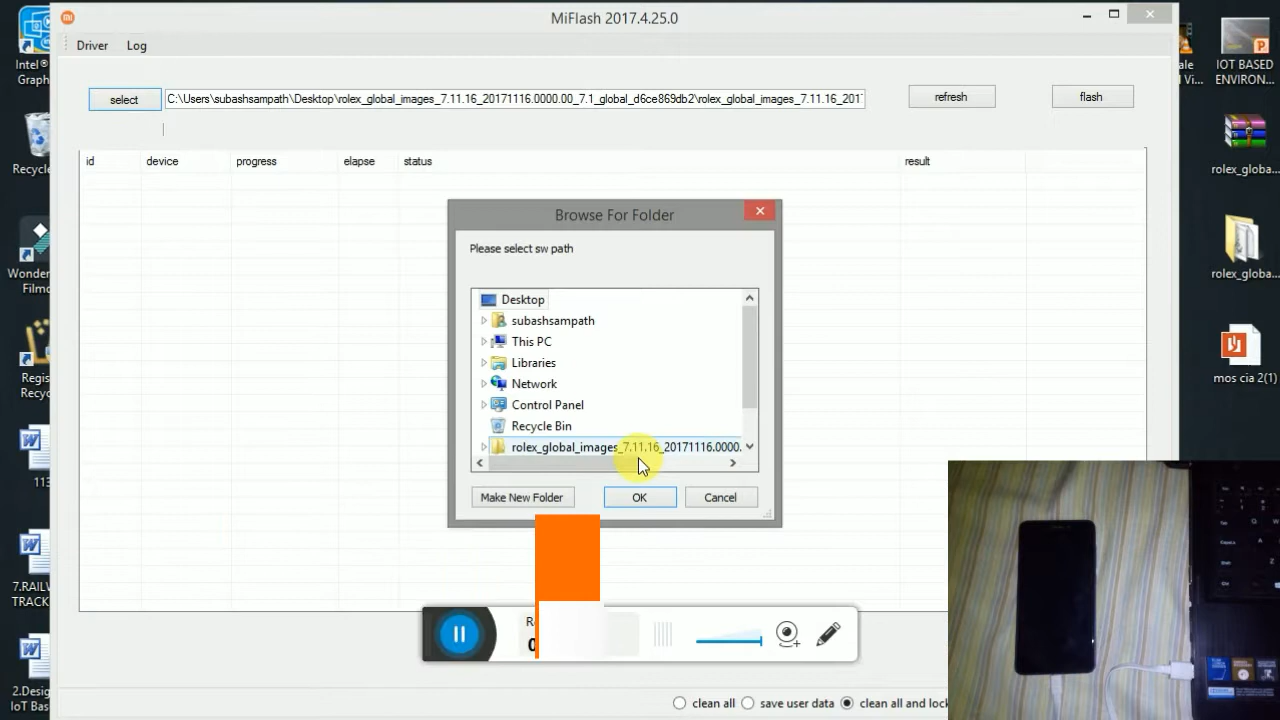 MiFlash 2017.4.25.0
Driver
Log
select
C:\Users\subashsampath\Desktop\rolex_global_images_7.11.16_20171116.0000.00_7.1_global_d6ce869db2\rolex_global_images_7.11.16_201
refresh
flash
id
device
progress
elapse
status
result
Browse For Folder
Please select sw path
Desktop
subashsampath
This PC
Libraries
Network
Control Panel
Recycle Bin
rolex_global_images_7.11.16_20171116.0000.
Make New Folder
OK
Cancel
clean all
save user data
clean all and lock
Intel®
Graph
Recycle
Wonder
Filmo
Regis
Recyc
113
7.RAIL
TRACK
2.Desig
IoT Bas
ale
Vi...
IOT BASED
ENVIRON...
rolex_globa...
rolex_globa...
mos cia 2(1)